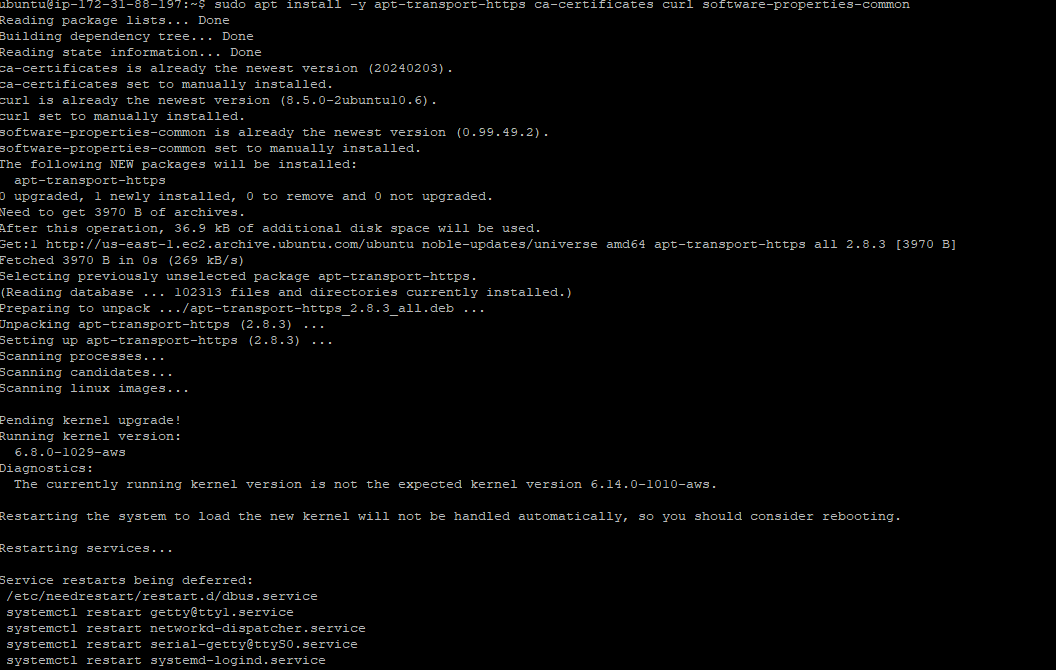 ubuntu@ip-172-31-88-197:~$ sudo apt install -y apt-transport-https ca-certificates curl software-properties-common
Reading package lists... Done
Building dependency tree... Done
Reading state information... Done
ca-certificates is already the newest version (20240203).
ca-certificates set to manually installed.
curl is already the newest version (8.5.0-2ubuntu10.6).
curl set to manually installed.
software-properties-common is already the newest version (0.99.49.2).
software-properties-common set to manually installed.
The following NEW packages will be installed:
  apt-transport-https
0 upgraded, 1 newly installed, 0 to remove and 0 not upgraded.
Need to get 3970 B of archives.
After this operation, 36.9 kB of additional disk space will be used.
Get:1 http://us-east-1.ec2.archive.ubuntu.com/ubuntu noble-updates/universe amd64 apt-transport-https all 2.8.3 [3970 B]
Fetched 3970 B in 0s (269 kB/s)
Selecting previously unselected package apt-transport-https.
(Reading database ... 102313 files and directories currently installed.)
Preparing to unpack .../apt-transport-https_2.8.3_all.deb ...
Unpacking apt-transport-https (2.8.3) ...
Setting up apt-transport-https (2.8.3) ...
Scanning processes...
Scanning candidates...
Scanning linux images...

Pending kernel upgrade!
Running kernel version:
  6.8.0-1029-aws
Diagnostics:
  The currently running kernel version is not the expected kernel version 6.14.0-1010-aws.

Restarting the system to load the new kernel will not be handled automatically, so you should consider rebooting.

Restarting services...

Service restarts being deferred:
 /etc/needrestart/restart.d/dbus.service
 systemctl restart getty@tty1.service
 systemctl restart networkd-dispatcher.service
 systemctl restart serial-getty@ttyS0.service
 systemctl restart systemd-logind.service